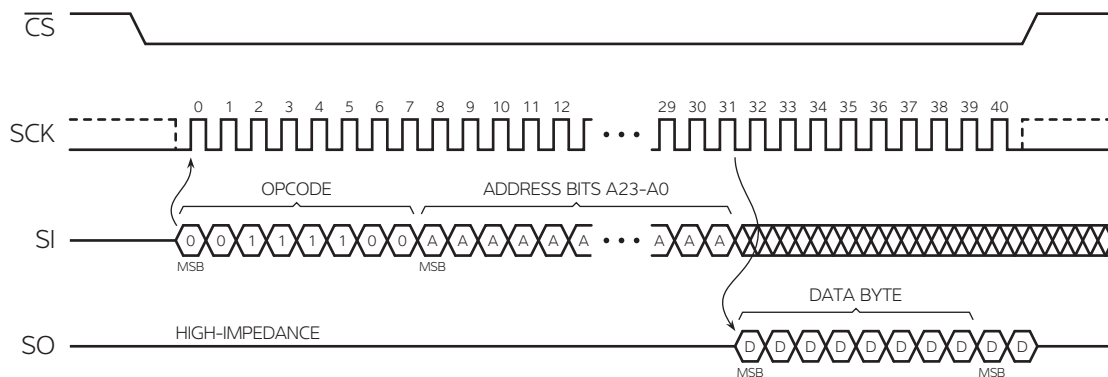 CS
0 1 2 3 4 5 6 7 8 9 10 11 12 29 30 31 32 33 34 35 36 37 38 39 40
SCK
OPCODE ADDRESS BITS A23-A0
SI 0 0 1 1 1 1 0 0 A A A A A A A A A
MSB MSB
DATA BYTE
HIGH-IMPEDANCE
SO D D D D D D D D D D
MSB MSB